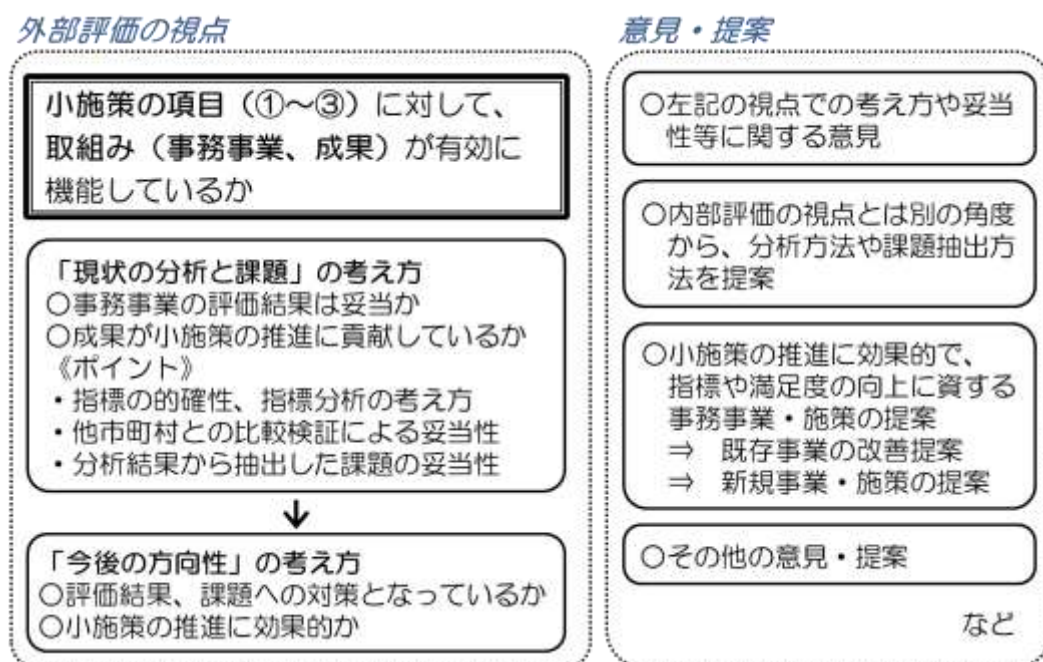 外部評価の視点
小施策の項目（①～③）に対して、
取組み（事務事業、成果）が有効に
機能しているか
「現状の分析と課題」の考え方
○事務事業の評価結果は妥当か
○成果が小施策の推進に貢献しているか
《ポイント》
・指標の的確性、指標分析の考え方
・他市町村との比較検証による妥当性
・分析結果から抽出した課題の妥当性
↓
「今後の方向性」の考え方
○評価結果、課題への対策となっているか
○小施策の推進に効果的か
意見・提案
○左記の視点での考え方や妥当
性等に関する意見
○内部評価の視点とは別の角度
から、分析方法や課題抽出方
法を提案
○小施策の推進に効果的で、
指標や満足度の向上に資する
事務事業・施策の提案
⇒ 既存事業の改善提案
⇒ 新規事業・施策の提案
○その他の意見・提案
など